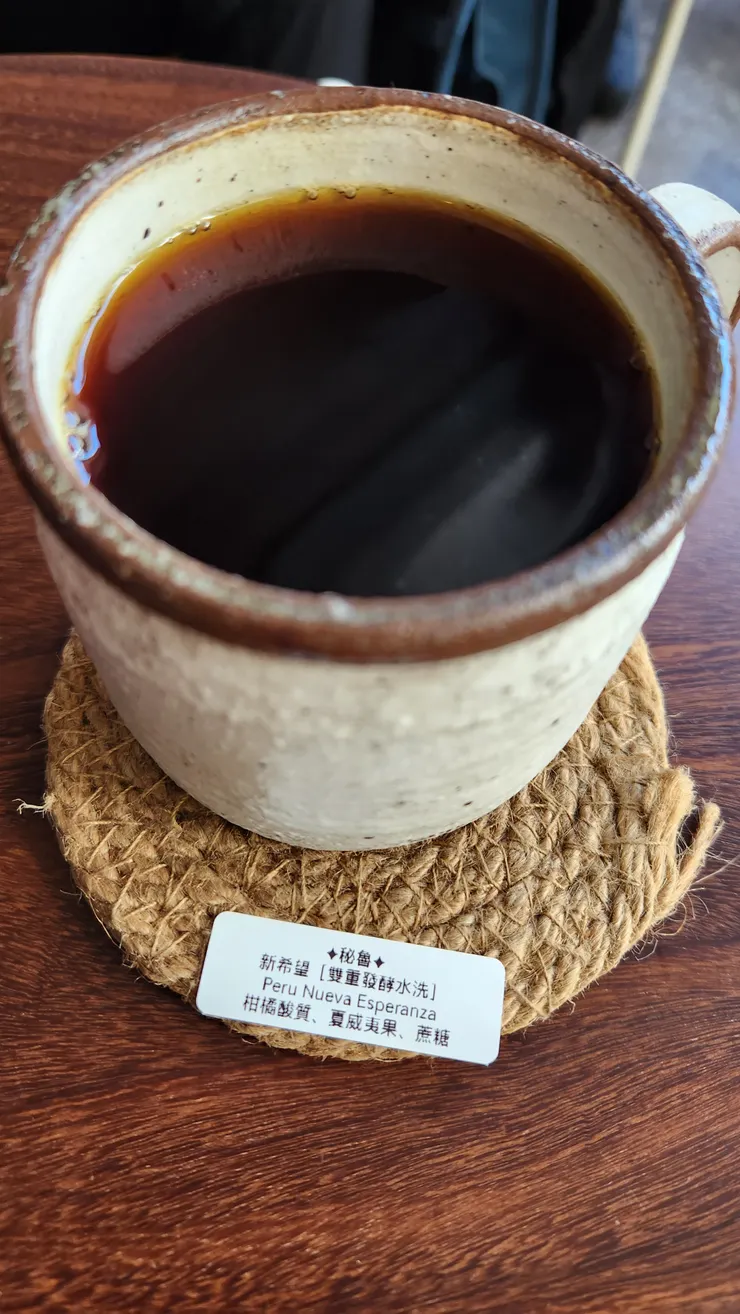 ✦秘魯✦
新希望［雙重發酵水洗］
Peru Nueva Esperanza
柑橘酸質、夏威夷果、蔗糖